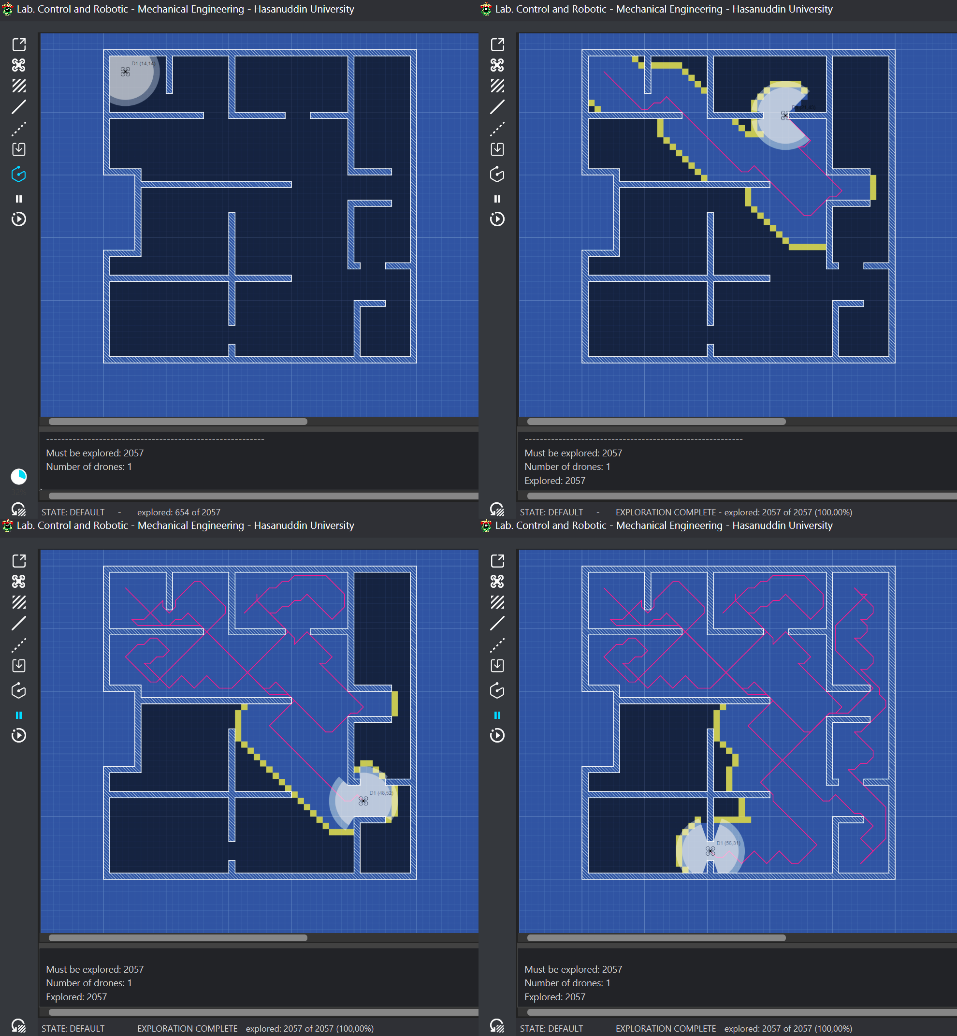 Lab. Control and Robotic - Mechanical Engineering - Hasanuddin University
--------------------------------------------------------
Must be explored: 2057
Number of drones: 1
STATE: DEFAULT - explored: 654 of 2057
Lab. Control and Robotic - Mechanical Engineering - Hasanuddin University
--------------------------------------------------------
Must be explored: 2057
Number of drones: 1
Explored: 2057
STATE: DEFAULT - EXPLORATION COMPLETE - explored: 2057 of 2057 (100,00%)
Lab. Control and Robotic - Mechanical Engineering - Hasanuddin University
Must be explored: 2057
Number of drones: 1
Explored: 2057
STATE: DEFAULT EXPLORATION COMPLETE explored: 2057 of 2057 (100,00%)
Lab. Control and Robotic - Mechanical Engineering - Hasanuddin University
Must be explored: 2057
Number of drones: 1
Explored: 2057
STATE: DEFAULT EXPLORATION COMPLETE - explored: 2057 of 2057 (100,00%)